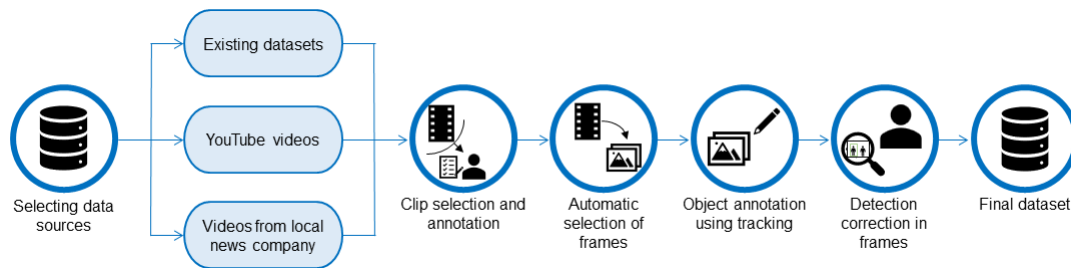 Existing datasets
YouTube videos
Videos from local
news company
Selecting data
sources
Clip selection and
annotation
Automatic
selection of frames
Object annotation
using tracking
Detection
correction in
frames
Final dataset